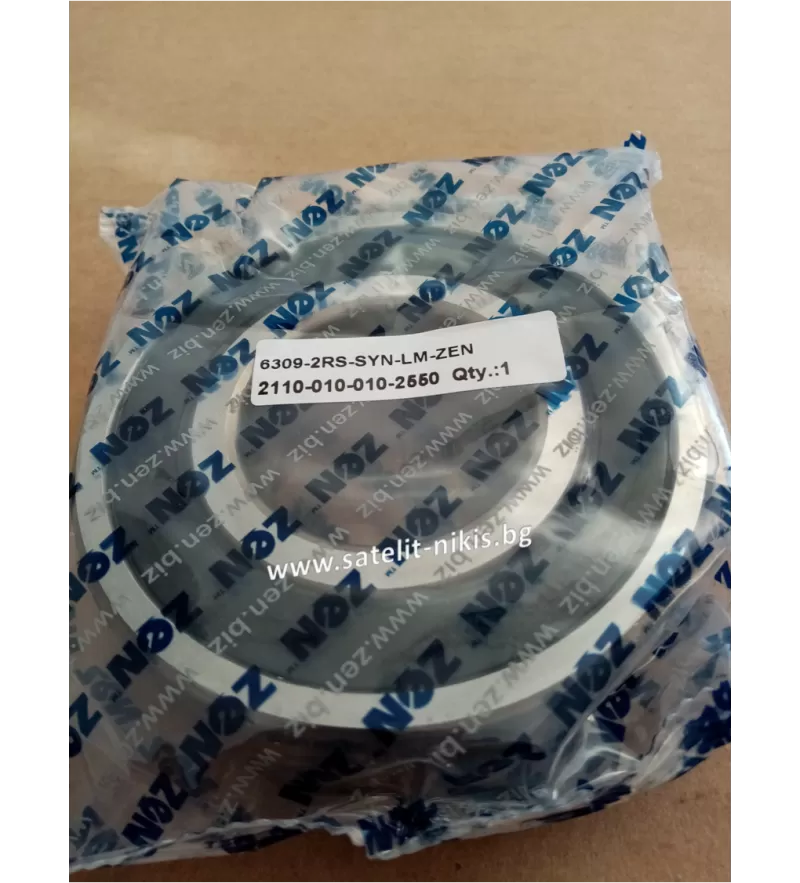 ZEN
www.zen.biz
6309-2RS-SYN-LM-ZEN
2110-010-010-2550 Qty.:1
www.satelit-nikis.bg